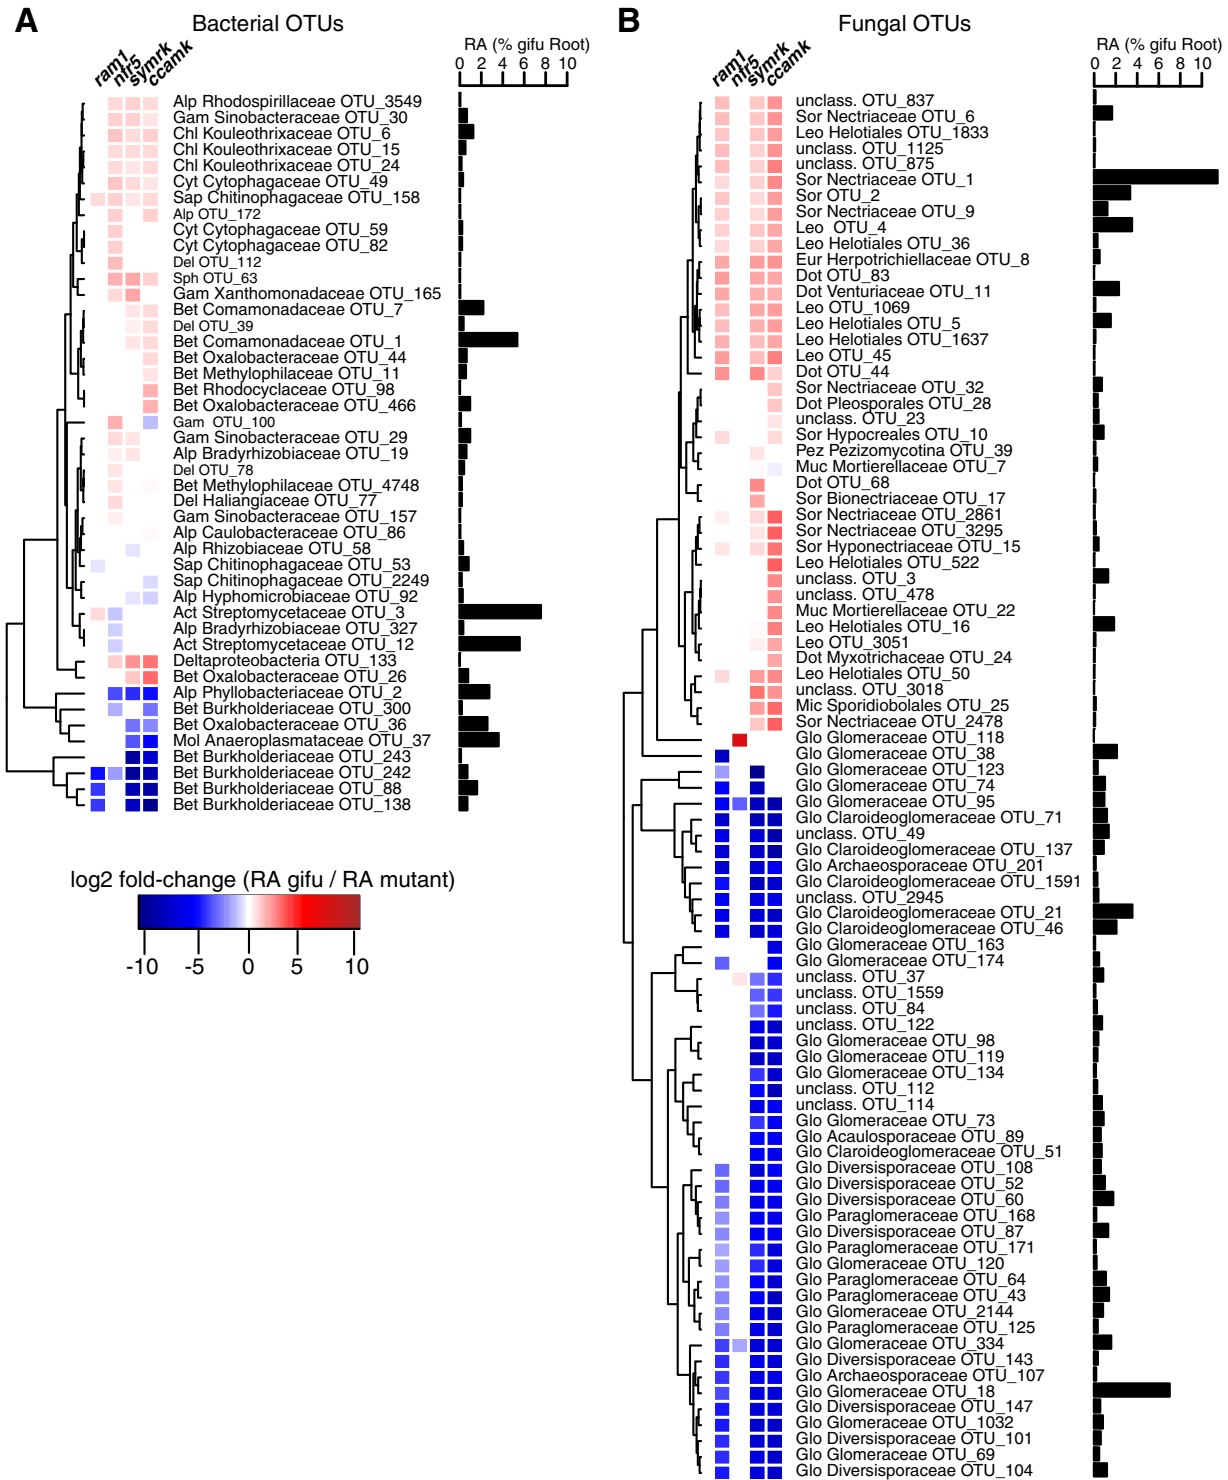 A
Bacterial OTUs
ram1
nfr5
symrk
ccamk
RA (% gifu Root)
0 2 4 6 8 10
Alp Rhodospirillaceae OTU_3549
Gam Sinobacteraceae OTU_30
Chl Kouleothrixaceae OTU_6
Chl Kouleothrixaceae OTU_15
Chl Kouleothrixaceae OTU_24
Cyt Cytophagaceae OTU_49
Sap Chitinophagaceae OTU_158
Alp OTU_172
Cyt Cytophagaceae OTU_59
Cyt Cytophagaceae OTU_82
Del OTU_112
Sph OTU_63
Gam Xanthomonadaceae OTU_165
Bet Comamonadaceae OTU_7
Del OTU_39
Bet Comamonadaceae OTU_1
Bet Oxalobacteraceae OTU_44
Bet Methylophilaceae OTU_11
Bet Rhodocyclaceae OTU_98
Bet Oxalobacteraceae OTU_466
Gam OTU_100
Gam Sinobacteraceae OTU_29
Alp Bradyrhizobiaceae OTU_19
Del OTU_78
Bet Methylophilaceae OTU_4748
Del Haliangiaceae OTU_77
Gam Sinobacteraceae OTU_157
Alp Caulobacteraceae OTU_86
Alp Rhizobiaceae OTU_58
Sap Chitinophagaceae OTU_53
Sap Chitinophagaceae OTU_2249
Alp Hyphomicrobiaceae OTU_92
Act Streptomycetaceae OTU_3
Alp Bradyrhizobiaceae OTU_327
Act Streptomycetaceae OTU_12
Deltaproteobacteria OTU_133
Bet Oxalobacteraceae OTU_26
Alp Phyllobacteriaceae OTU_2
Bet Burkholderiaceae OTU_300
Bet Oxalobacteraceae OTU_36
Mol Anaeroplasmataceae OTU_37
Bet Burkholderiaceae OTU_243
Bet Burkholderiaceae OTU_242
Bet Burkholderiaceae OTU_88
Bet Burkholderiaceae OTU_138
log2 fold-change (RA gifu / RA mutant)
-10 -5 0 5 10
B
Fungal OTUs
ram1
nfr5
symrk
ccamk
RA (% gifu Root)
0 2 4 6 8 10
unclass. OTU_837
Sor Nectriaceae OTU_6
Leo Helotiales OTU_1833
unclass. OTU_1125
unclass. OTU_875
Sor Nectriaceae OTU_1
Sor OTU_2
Sor Nectriaceae OTU_9
Leo OTU_4
Leo Helotiales OTU_36
Eur Herpotrichiellaceae OTU_8
Dot OTU_83
Dot Venturiaceae OTU_11
Leo OTU_1069
Leo Helotiales OTU_5
Leo Helotiales OTU_1637
Leo OTU_45
Dot OTU_44
Sor Nectriaceae OTU_32
Dot Pleosporales OTU_28
unclass. OTU_23
Sor Hypocreales OTU_10
Pez Pezizomycotina OTU_39
Muc Mortierellaceae OTU_7
Dot OTU_68
Sor Bionectriaceae OTU_17
Sor Nectriaceae OTU_2861
Sor Nectriaceae OTU_3295
Sor Hyponectriaceae OTU_15
Leo Helotiales OTU_522
unclass. OTU_3
unclass. OTU_478
Muc Mortierellaceae OTU_22
Leo Helotiales OTU_16
Leo OTU_3051
Dot Myxotrichaceae OTU_24
Leo Helotiales OTU_50
unclass. OTU_3018
Mic Sporidiobolales OTU_25
Sor Nectriaceae OTU_2478
Glo Glomeraceae OTU_118
Glo Glomeraceae OTU_38
Glo Glomeraceae OTU_123
Glo Glomeraceae OTU_74
Glo Glomeraceae OTU_95
Glo Claroideoglomeraceae OTU_71
unclass. OTU_49
Glo Claroideoglomeraceae OTU_137
Glo Archaeosporaceae OTU_201
Glo Claroideoglomeraceae OTU_1591
unclass. OTU_2945
Glo Claroideoglomeraceae OTU_21
Glo Claroideoglomeraceae OTU_46
Glo Glomeraceae OTU_163
Glo Glomeraceae OTU_174
unclass. OTU_37
unclass. OTU_1559
unclass. OTU_84
unclass. OTU_122
Glo Glomeraceae OTU_98
Glo Glomeraceae OTU_119
Glo Glomeraceae OTU_134
unclass. OTU_112
unclass. OTU_114
Glo Glomeraceae OTU_73
Glo Acaulosporaceae OTU_89
Glo Claroideoglomeraceae OTU_51
Glo Diversisporaceae OTU_108
Glo Diversisporaceae OTU_52
Glo Diversisporaceae OTU_60
Glo Paraglomeraceae OTU_168
Glo Diversisporaceae OTU_87
Glo Paraglomeraceae OTU_171
Glo Glomeraceae OTU_120
Glo Paraglomeraceae OTU_64
Glo Paraglomeraceae OTU_43
Glo Glomeraceae OTU_2144
Glo Paraglomeraceae OTU_125
Glo Glomeraceae OTU_334
Glo Diversisporaceae OTU_143
Glo Archaeosporaceae OTU_107
Glo Glomeraceae OTU_18
Glo Diversisporaceae OTU_147
Glo Glomeraceae OTU_1032
Glo Diversisporaceae OTU_101
Glo Glomeraceae OTU_69
Glo Diversisporaceae OTU_104